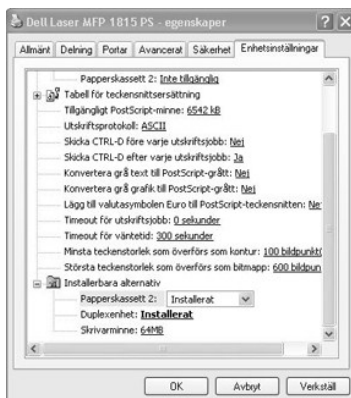 Dell Laser MFP 1815 PS - egenskaper
Allmänt Delning Portar Avancerat Säkerhet Enhetsinställningar
Papperskassett 2: Inte tillgänglig
Tabell för teckensnittsersättning
Tillgängligt PostScript-minne: 6542 kB
Utskriftsprotokoll: ASCII
Skicka CTRL-D före varje utskriftsjobb: Nej
Skicka CTRL-D efter varje utskriftsjobb: Ja
Konvertera grå text till PostScript-grått: Nej
Konvertera grå grafik till PostScript-grått: Nej
Lägg till valutasymbolen Euro till PostScript-teckensnitten: Ne
Timeout för utskriftsjobb: 0 sekunder
Timeout för väntetid: 300 sekunder
Minsta teckenstorlek som överförs som kontur: 100 bildpunkt(
Största teckenstorlek som överförs som bitmapp: 600 bildpun
Installerbara alternativ
Papperskassett 2: Installerat
Duplexenhet: Installerat
Skrivarminne: 64MB
OK Avbryt Verkställ